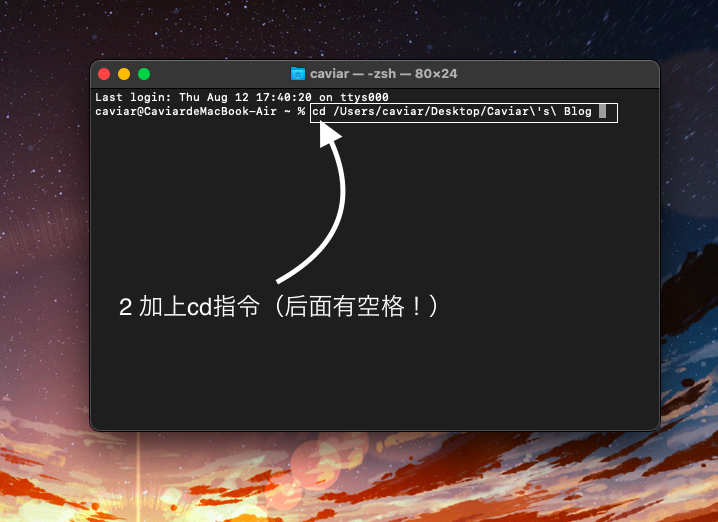 caviar — -zsh — 80×24
Last login: Thu Aug 12 17:40:20 on ttys000
caviar@CaviardeMacBook-Air ~ % cd /Users/caviar/Desktop/Caviar\'s\ Blog
2 加上cd指令（后面有空格！）